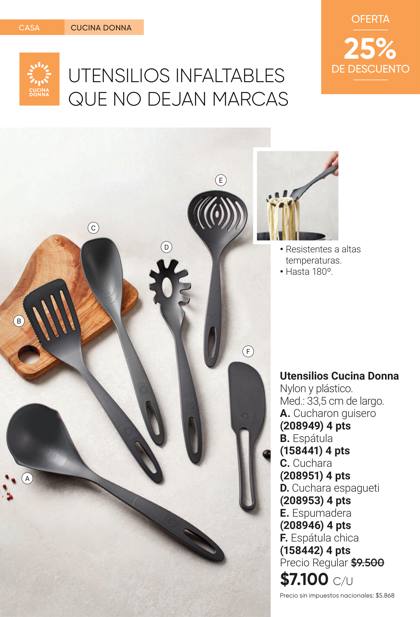 CASA
CUCINA DONNA
OFERTA
25%
DE DESCUENTO
CUCINA
DONNA
UTENSILIOS INFALTABLES
QUE NO DEJAN MARCAS
E
C
D
B
F
A
• Resistentes a altas
temperaturas.
• Hasta 180°.
Utensilios Cucina Donna
Nylon y plástico.
Med.: 33,5 cm de largo.
A. Cucharon guisero
(208949) 4 pts
B. Espátula
(158441) 4 pts
C. Cuchara
(208951) 4 pts
D. Cuchara espagueti
(208953) 4 pts
E. Espumadera
(208946) 4 pts
F. Espátula chica
(158442) 4 pts
Precio Regular $9.500
$7.100 C/U
Precio sin impuestos nacionales: $5.868